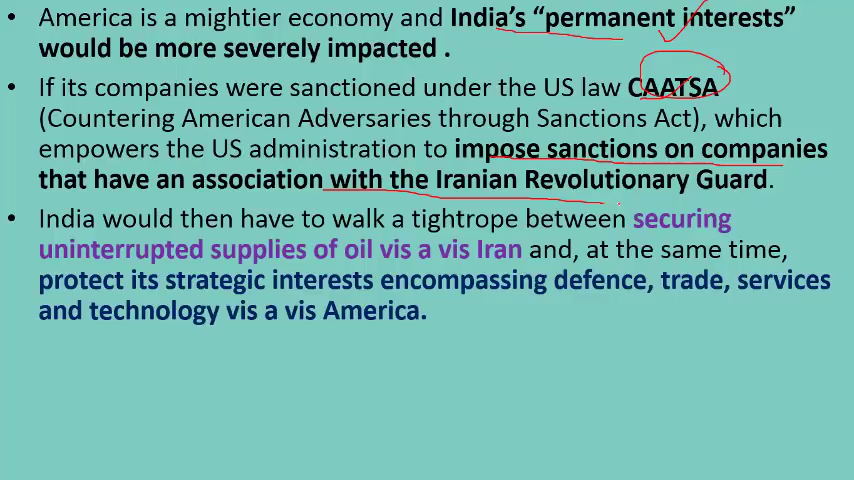 • America is a mightier economy and India's “permanent interests”
would be more severely impacted .
• If its companies were sanctioned under the US law CAATSA
(Countering American Adversaries through Sanctions Act), which
empowers the US administration to impose sanctions on companies
that have an association with the Iranian Revolutionary Guard.
• India would then have to walk a tightrope between securing
uninterrupted supplies of oil vis a vis Iran and, at the same time,
protect its strategic interests encompassing defence, trade, services
and technology vis a vis America.